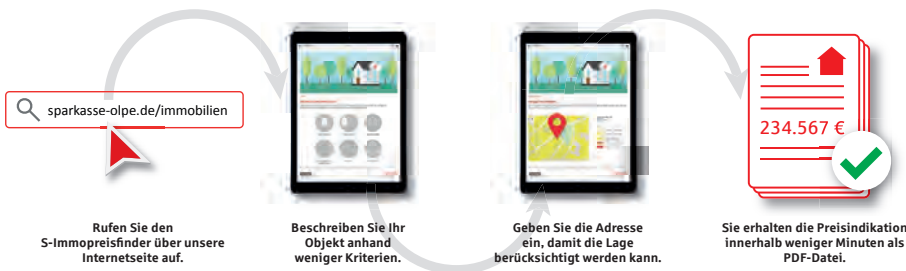 sparkasse-olpe.de/immobilien
Rufen Sie den
S-Immopreisfinder über unsere
Internetseite auf.
Beschreiben Sie Ihr
Objekt anhand
weniger Kriterien.
Geben Sie die Adresse
ein, damit die Lage
berücksichtigt werden kann.
234.567 €
Sie erhalten die Preisindikation
innerhalb weniger Minuten als
PDF-Datei.